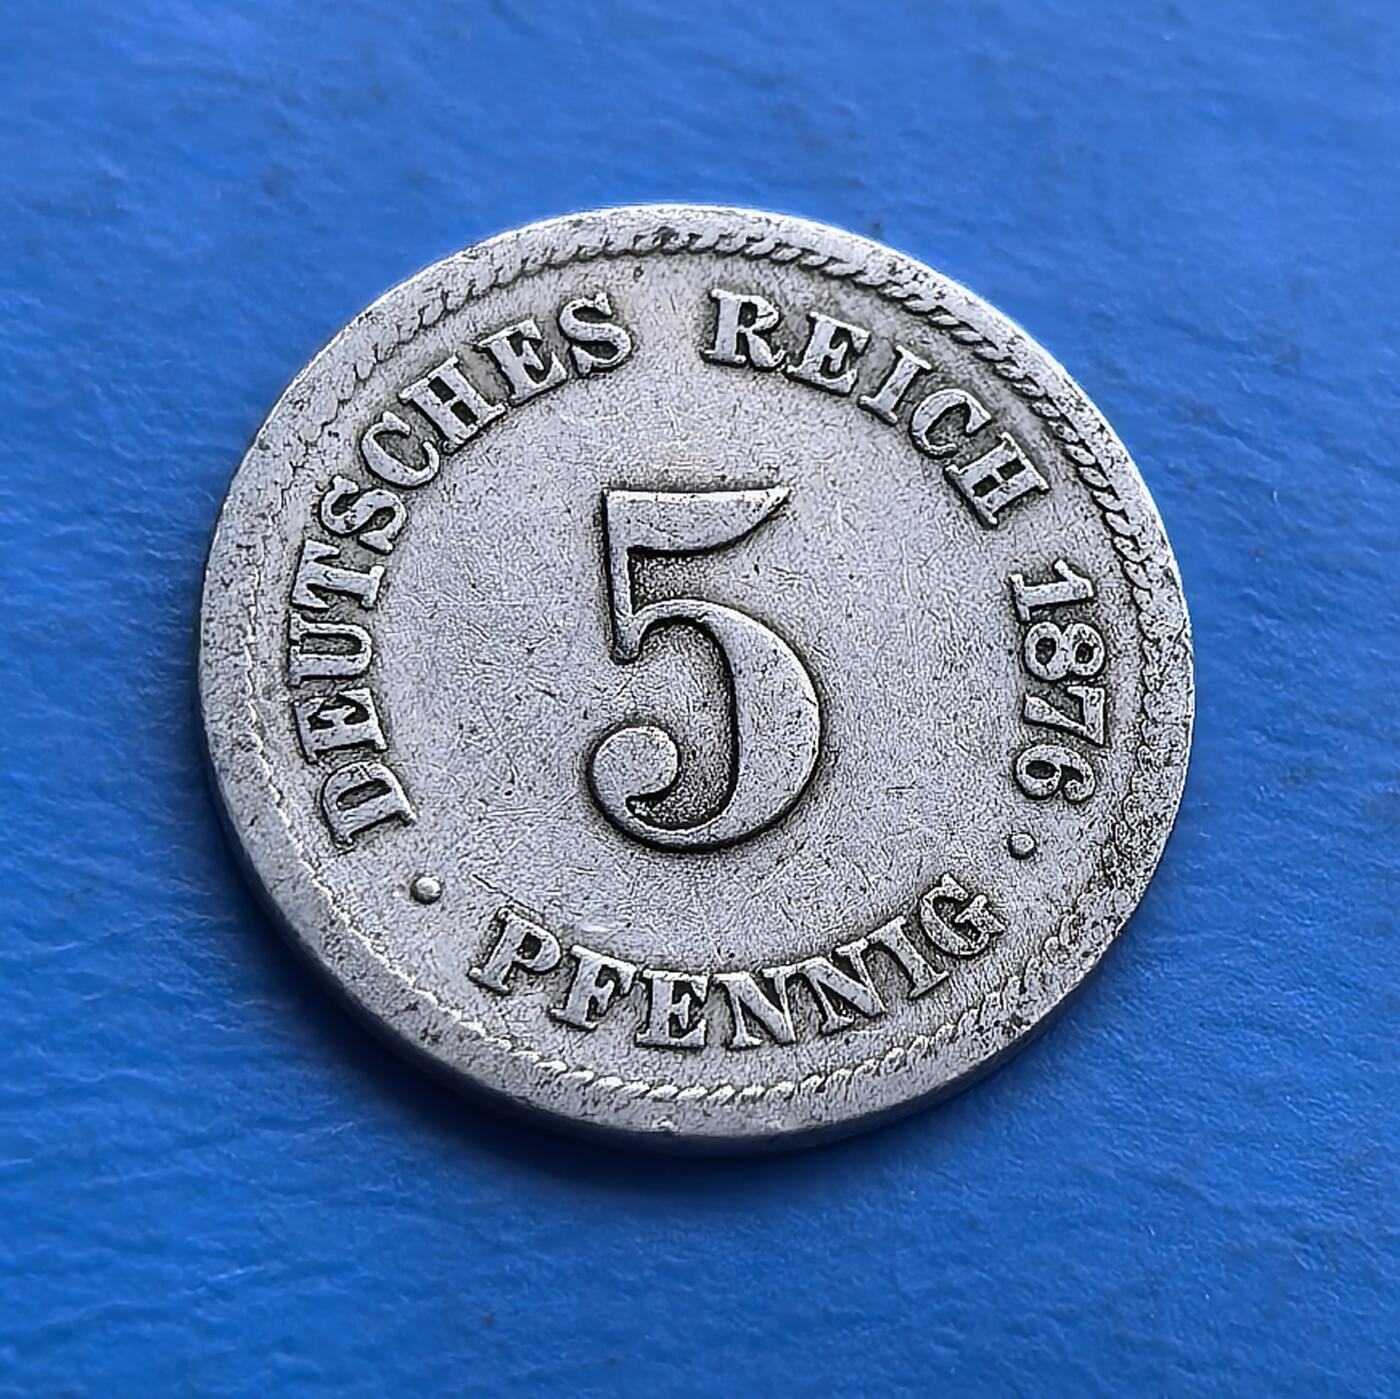 DEUTSCHES REICH 1876
5
· PFENNIG ·